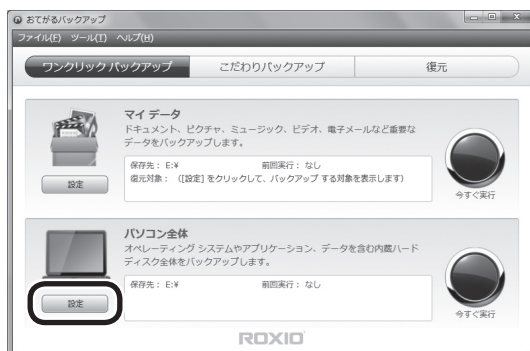 おてがるバックアップ
ファイル(F) ツール(T) ヘルプ(H)
ワンクリック バックアップ こだわりバックアップ 復元
マイ データ
ドキュメント、ピクチャ、ミュージック、ビデオ、電子メールなど重要な
データをバックアップします。
保存先： E:¥ 前回実行： なし
復元対象： （[設定] をクリックして、バックアップ する対象を表示します）
設定
今すぐ実行
パソコン全体
オペレーティング システムやアプリケーション、データを含む内蔵ハード
ディスク全体をバックアップします。
保存先： E:¥ 前回実行： なし
設定
今すぐ実行
ROXIO